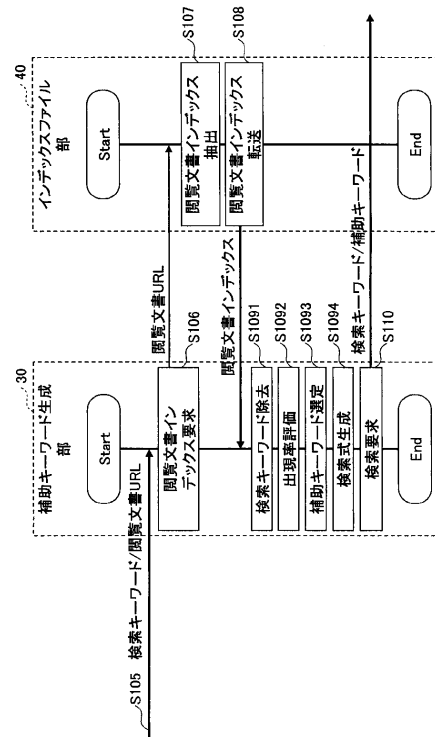 S105
検索キーワード/閲覧文書URL
30
補助キーワード生成
部
Start
閲覧文書イン
デックス要求
S106
検索キーワード除去
S1091
出現率評価
S1092
補助キーワード選定
S1093
検索式生成
S1094
検索要求
S110
End
閲覧文書URL
閲覧文書インデックス
40
インデックスファイル
部
Start
閲覧文書インデックス
抽出
S107
閲覧文書インデックス
転送
S108
検索キーワード/補助キーワード
End